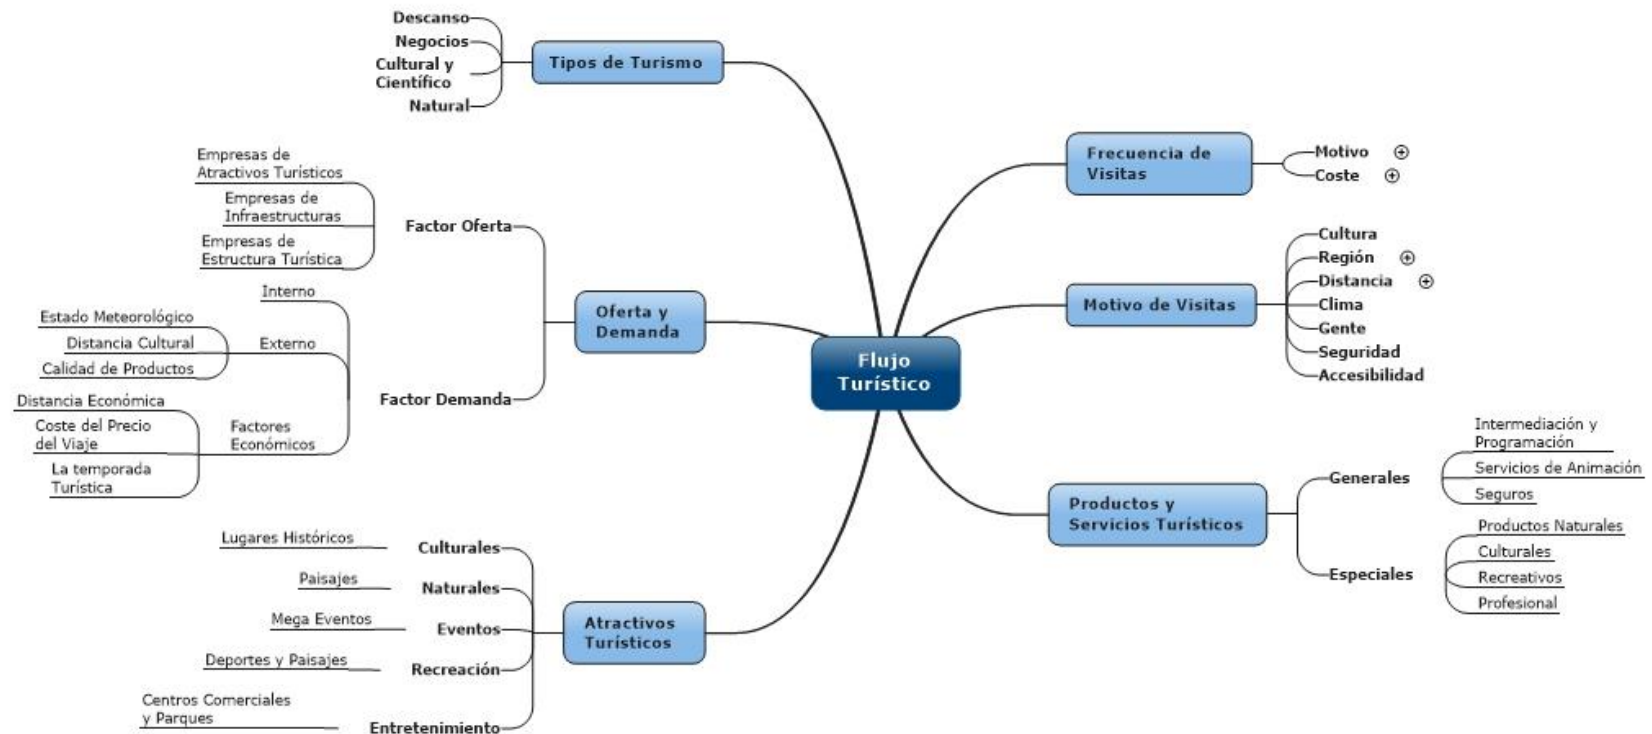 Descanso
Negocios
Cultural y
Científico
Natural
Tipos de Turismo
Empresas de
Atractivos Turísticos
Empresas de
Infraestructuras
Empresas de
Estructura Turística
Factor Oferta
Interno
Estado Meteorológico
Distancia Cultural
Calidad de Productos
Externo
Distancia Económica
Coste del Precio
del Viaje
La temporada
Turística
Factores
Económicos
Factor Demanda
Oferta y
Demanda
Lugares Históricos
Culturales
Paisajes
Naturales
Mega Eventos
Eventos
Deportes y Paisajes
Recreación
Centros Comerciales
y Parques
Entretenimiento
Atractivos
Turísticos
Flujo
Turístico
Frecuencia de
Visitas
Motivo
Coste
Motivo de Visitas
Cultura
Región
Distancia
Clima
Gente
Seguridad
Accesibilidad
Productos y
Servicios Turísticos
Generales
Intermediación y
Programación
Servicios de Animación
Seguros
Especiales
Productos Naturales
Culturales
Recreativos
Profesional